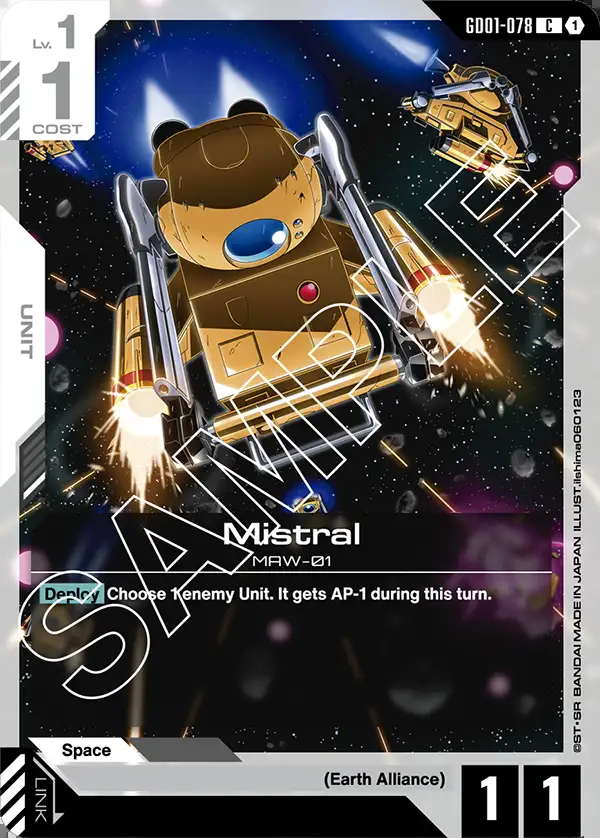 GD01-078 C 1
Lv. 1
1
COST
UNIT
SAMPLE
Mistral
MAW-01
Deploy Choose 1 enemy Unit. It gets AP-1 during this turn.
Space
LINK
(Earth Alliance)
1 1
©ST・SR BANDAI MADE IN JAPAN ILLUST.iishima060123